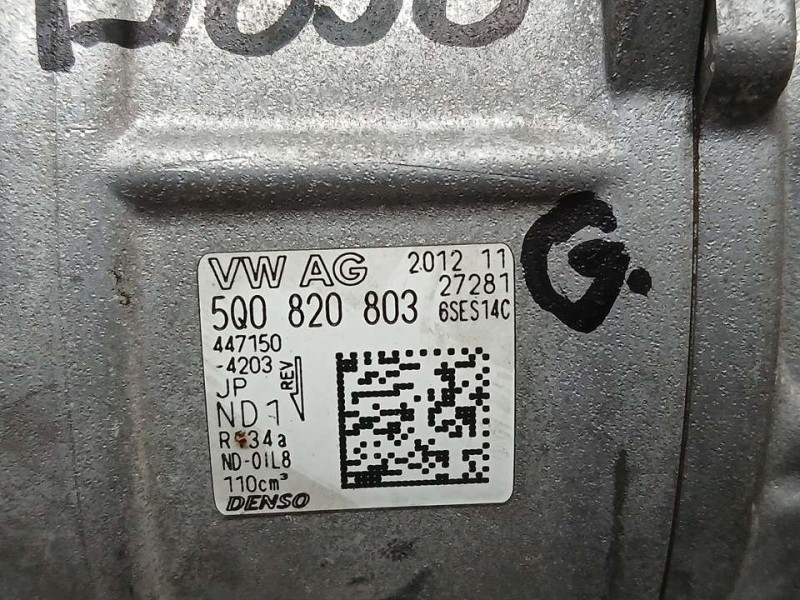 G.
VW AG 2012 11
27281
5Q0 820 803 6SES14C
447150
-4203
JP
REV
ND1
R134a
ND-OIL8
110cm³
DENSO